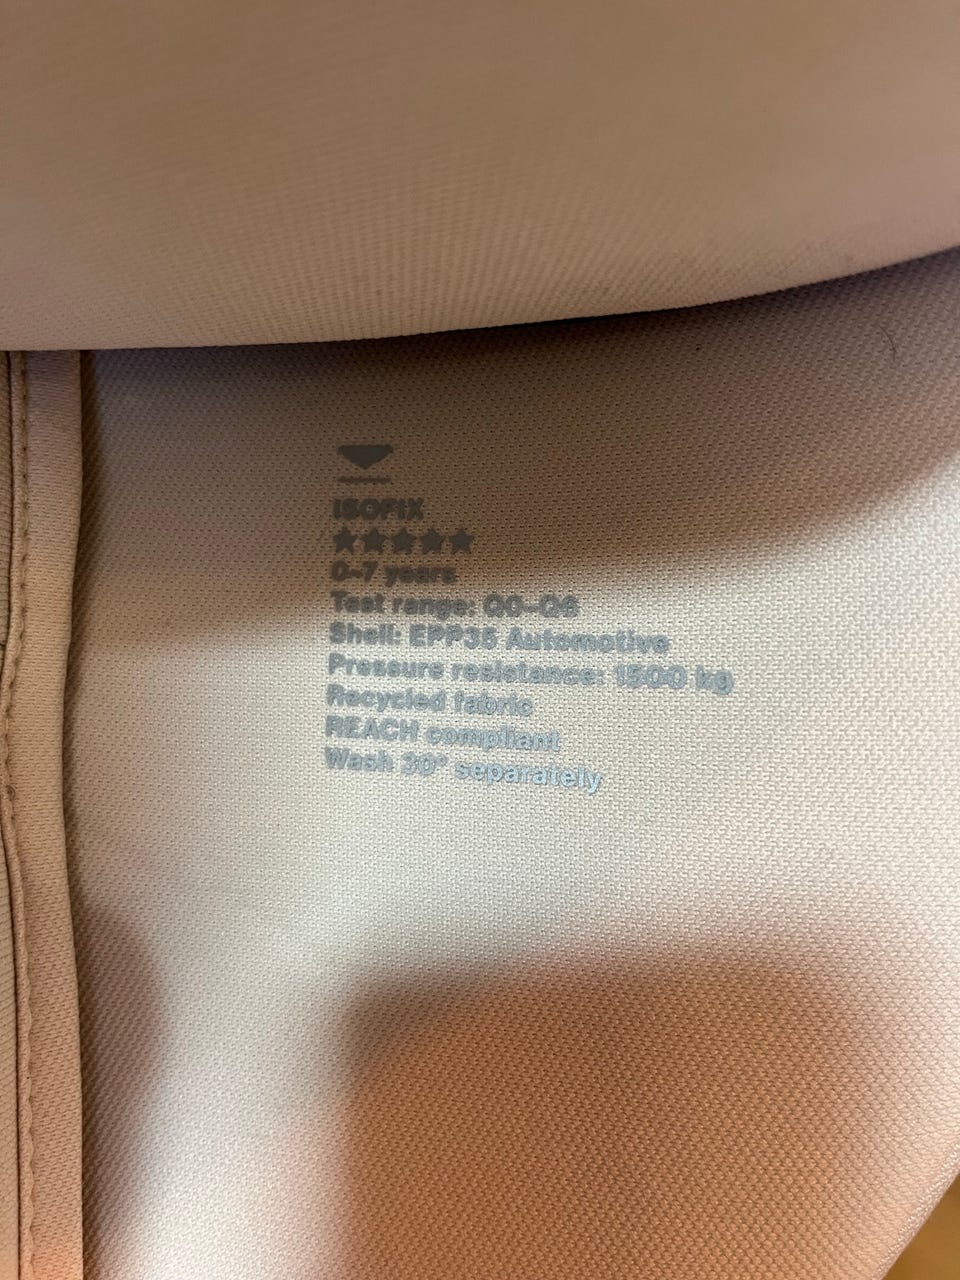 ISOFIX
★★★★★
0-7 years
Test range: Q0-Q6
Shell: EPP35 Automotive
Pressure resistance: 1500 kg
Recycled fabric
REACH compliant
Wash 30° separately